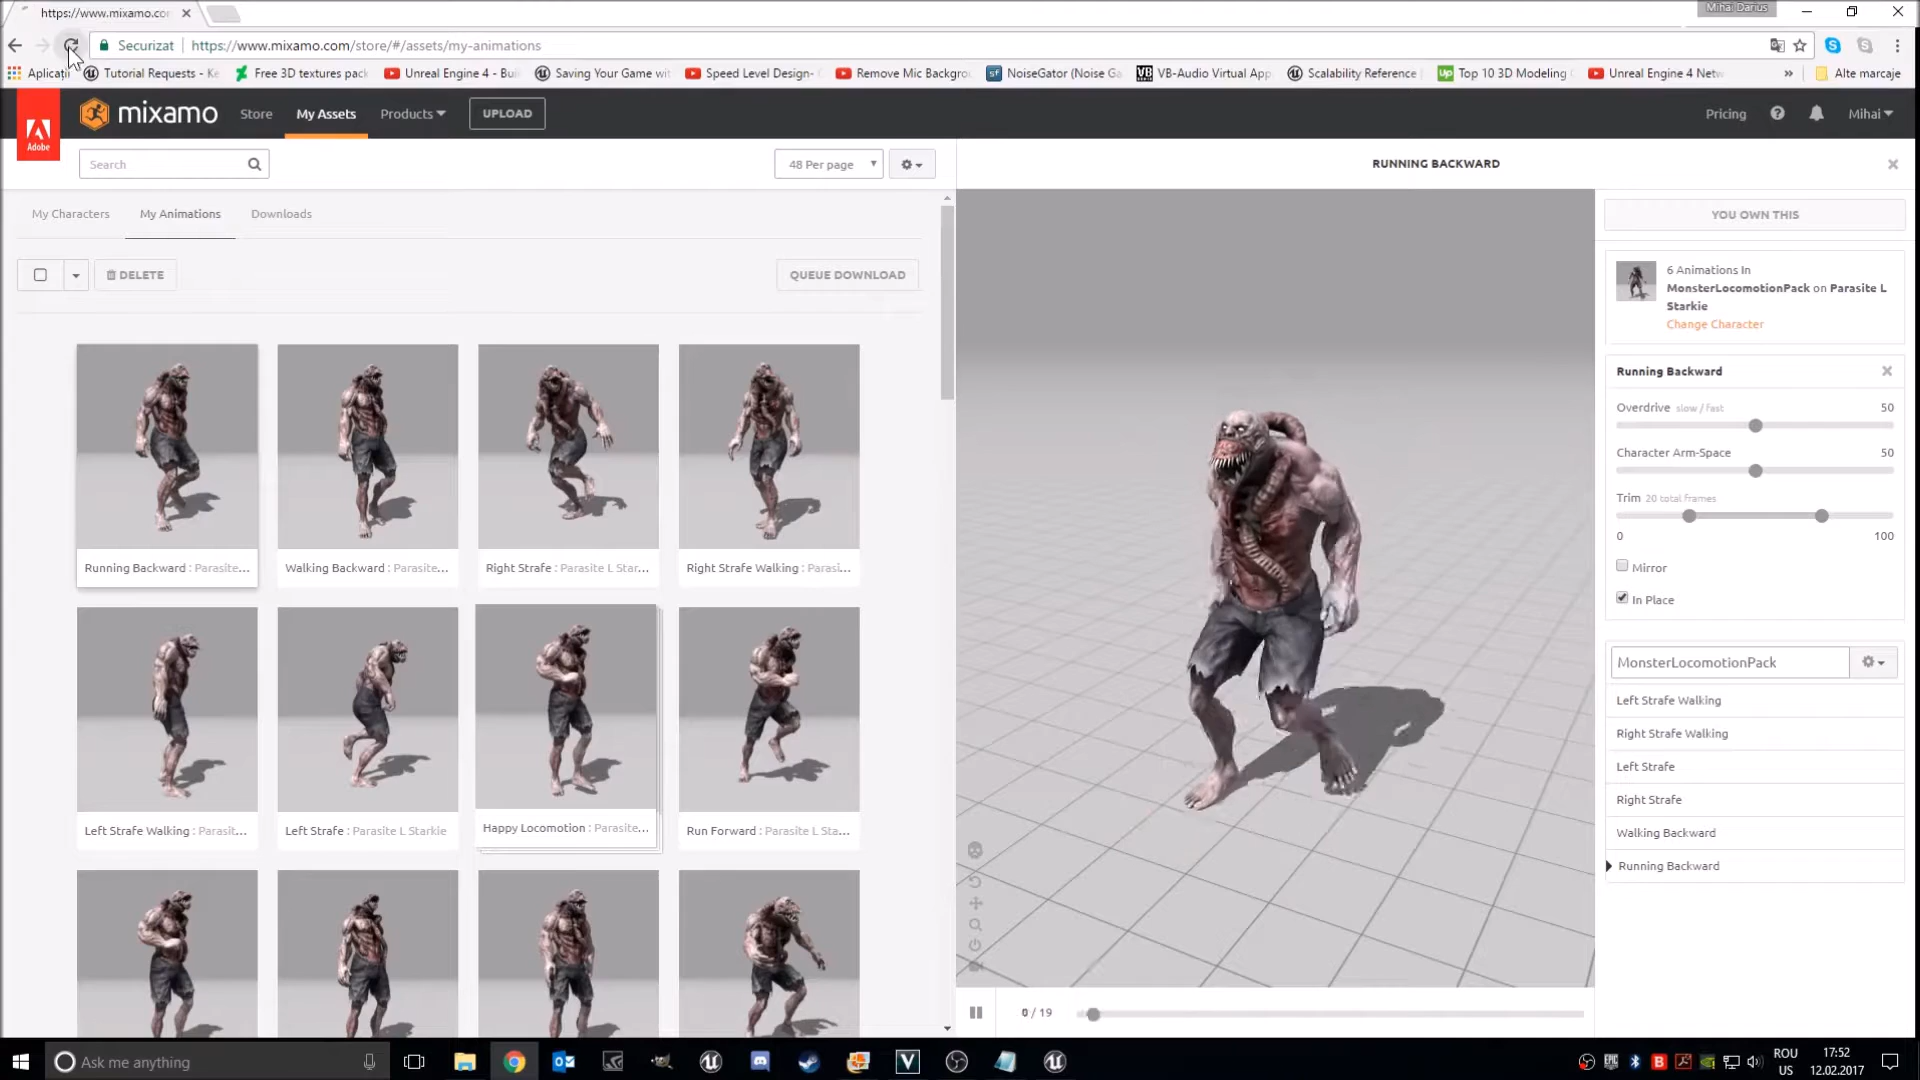 https://www.mixamo.co
Mihai Darius
Securizat
https://www.mixamo.com/store/#/assets/my-animations
Aplicații
Tutorial Requests - Ke
Free 3D textures pack
Unreal Engine 4 - Buil
Saving Your Game wit
Speed Level Design-
Remove Mic Backgro
NoiseGator (Noise Ga
VB-Audio Virtual App
Scalability Reference
Top 10 3D Modeling
Unreal Engine 4 Netw
»
Alte marcaje
Adobe
mixamo
Store
My Assets
Products
UPLOAD
Pricing
Mihai
Search
48 Per page
RUNNING BACKWARD
My Characters
My Animations
Downloads
YOU OWN THIS
DELETE
QUEUE DOWNLOAD
6 Animations In
MonsterLocomotionPack on Parasite L
Starkie
Change Character
Running Backward
Overdrive slow / fast 50
Character Arm-Space 50
Trim 20 total frames
0 100
Mirror
In Place
Running Backward : Parasite...
Walking Backward : Parasite...
Right Strafe : Parasite L Star...
Right Strafe Walking : Parasi...
Left Strafe Walking : Parasit...
Left Strafe : Parasite L Starkie
Happy Locomotion : Parasite...
Run Forward : Parasite L Sta...
MonsterLocomotionPack
Left Strafe Walking
Right Strafe Walking
Left Strafe
Right Strafe
Walking Backward
Running Backward
0 / 19
Ask me anything
ROU
US
17:52
12.02.2017